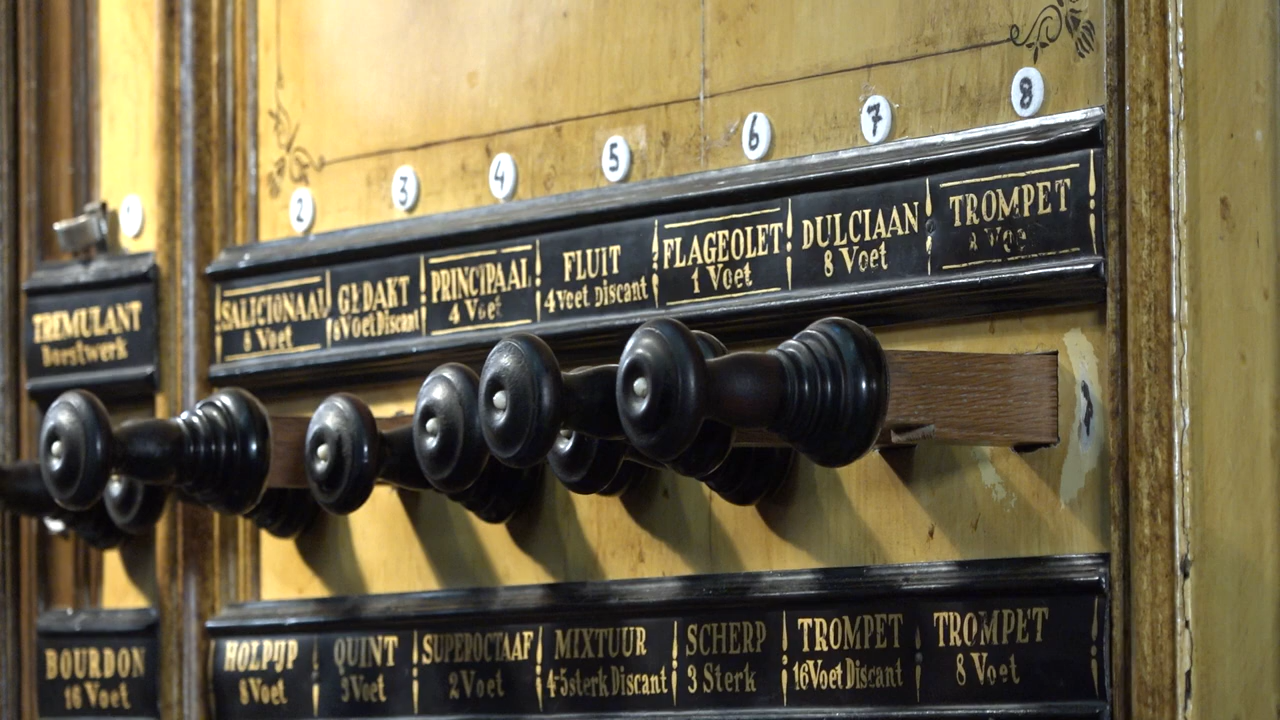 1 2 3 4 5 6 7 8
TREMULANT
Borstwerk
SALICIONAAL
8 Voet
GEDAKT
8 Voet Discant
PRINCIPAAL
4 Voet
FLUIT
4 voet Discant
FLAGEOLET
1 Voet
DULCIAAN
8 Voet
TROMPET
Voet
BOURDON
16 Voet
HOLPIJP
8 Voet
QUINT
3 Voet
SUPEROCTAAF
2 Voet
MIXTUUR
4-5 sterk Discant
SCHERP
3 Sterk
TROMPET
16 Voet Discant
TROMPET
8 Voet